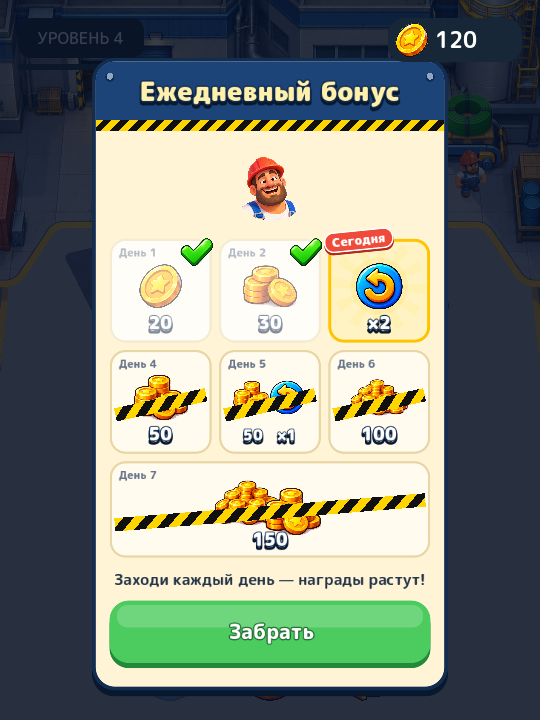 УРОВЕНЬ 4
120
Ежедневный бонус
День 1
20
День 2
30
Сегодня
x2
День 4
50
День 5
50 x1
День 6
100
День 7
150
Заходи каждый день — награды растут!
Забрать